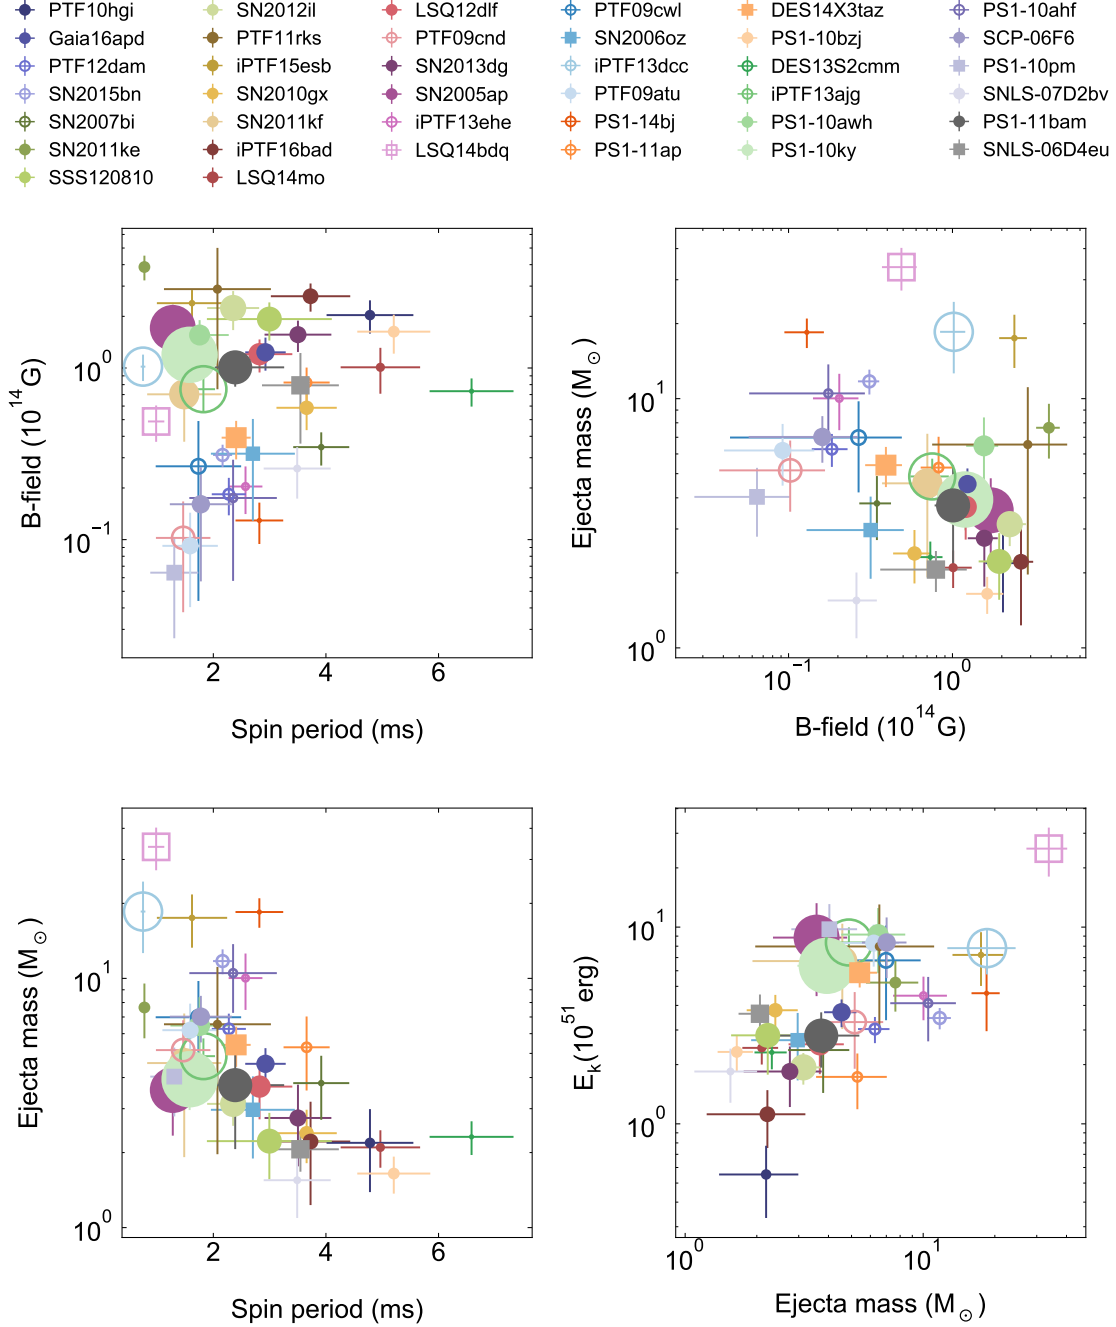 PTF10hgi SN2012il LSQ12dlf PTF09cwl DES14X3taz PS1-10ahf
Gaia16apd PTF11rks PTF09cnd SN2006oz PS1-10bzj SCP-06F6
PTF12dam iPTF15esb SN2013dg iPTF13dcc DES13S2cmm PS1-10pm
SN2015bn SN2010gx SN2005ap PTF09atu iPTF13ajg SNLS-07D2bv
SN2007bi SN2011kf iPTF13ehe PS1-14bj PS1-10awh PS1-11bam
SN2011ke iPTF16bad LSQ14bdq PS1-11ap PS1-10ky SNLS-06D4eu
SSS120810 LSQ14mo
B-field (10^14 G)
10^0
10^−1
2 4 6
Spin period (ms)
Ejecta mass (M⊙)
10^1
10^0
10^−1 10^0
B-field (10^14 G)
Ejecta mass (M⊙)
10^1
10^0
2 4 6
Spin period (ms)
E_k (10^51 erg)
10^1
10^0
10^0 10^1
Ejecta mass (M⊙)